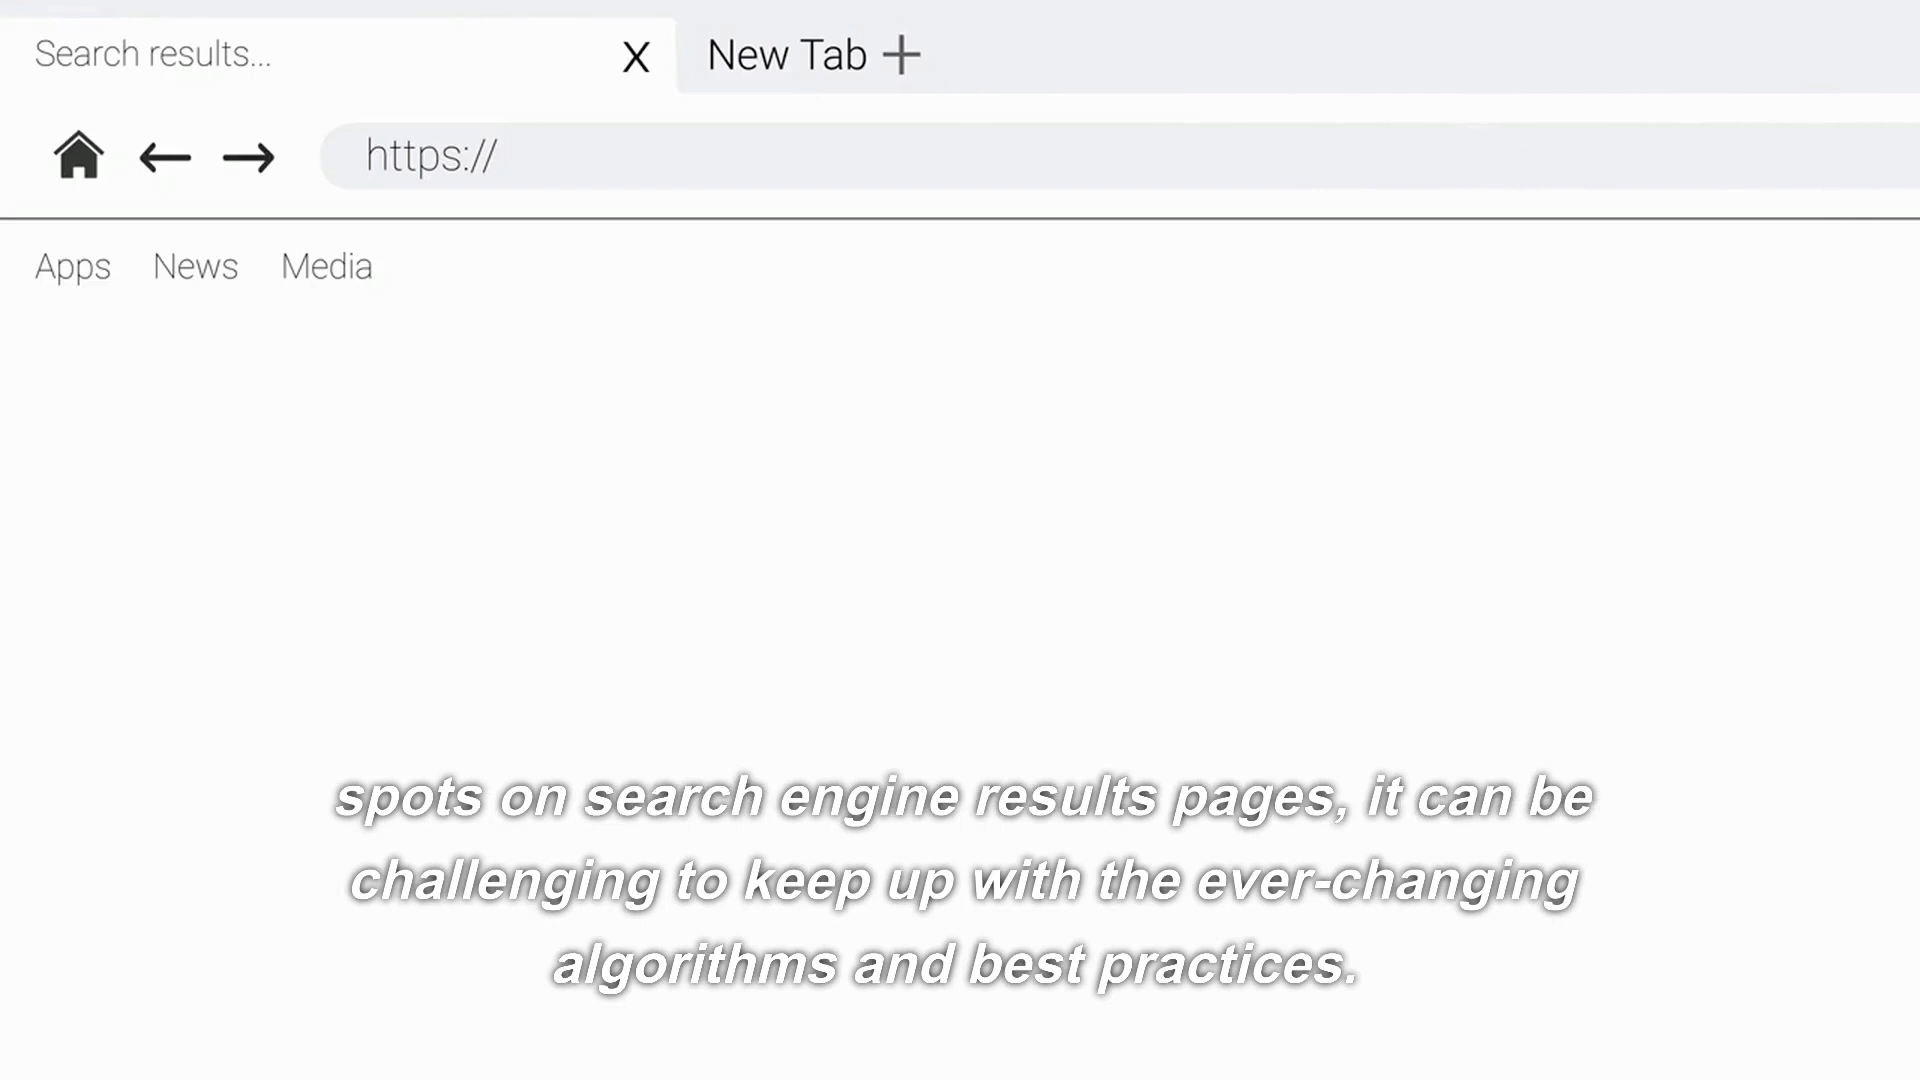 Search results...
X
New Tab +
https://
Apps News Media
spots on search engine results pages, it can be
challenging to keep up with the ever-changing
algorithms and best practices.